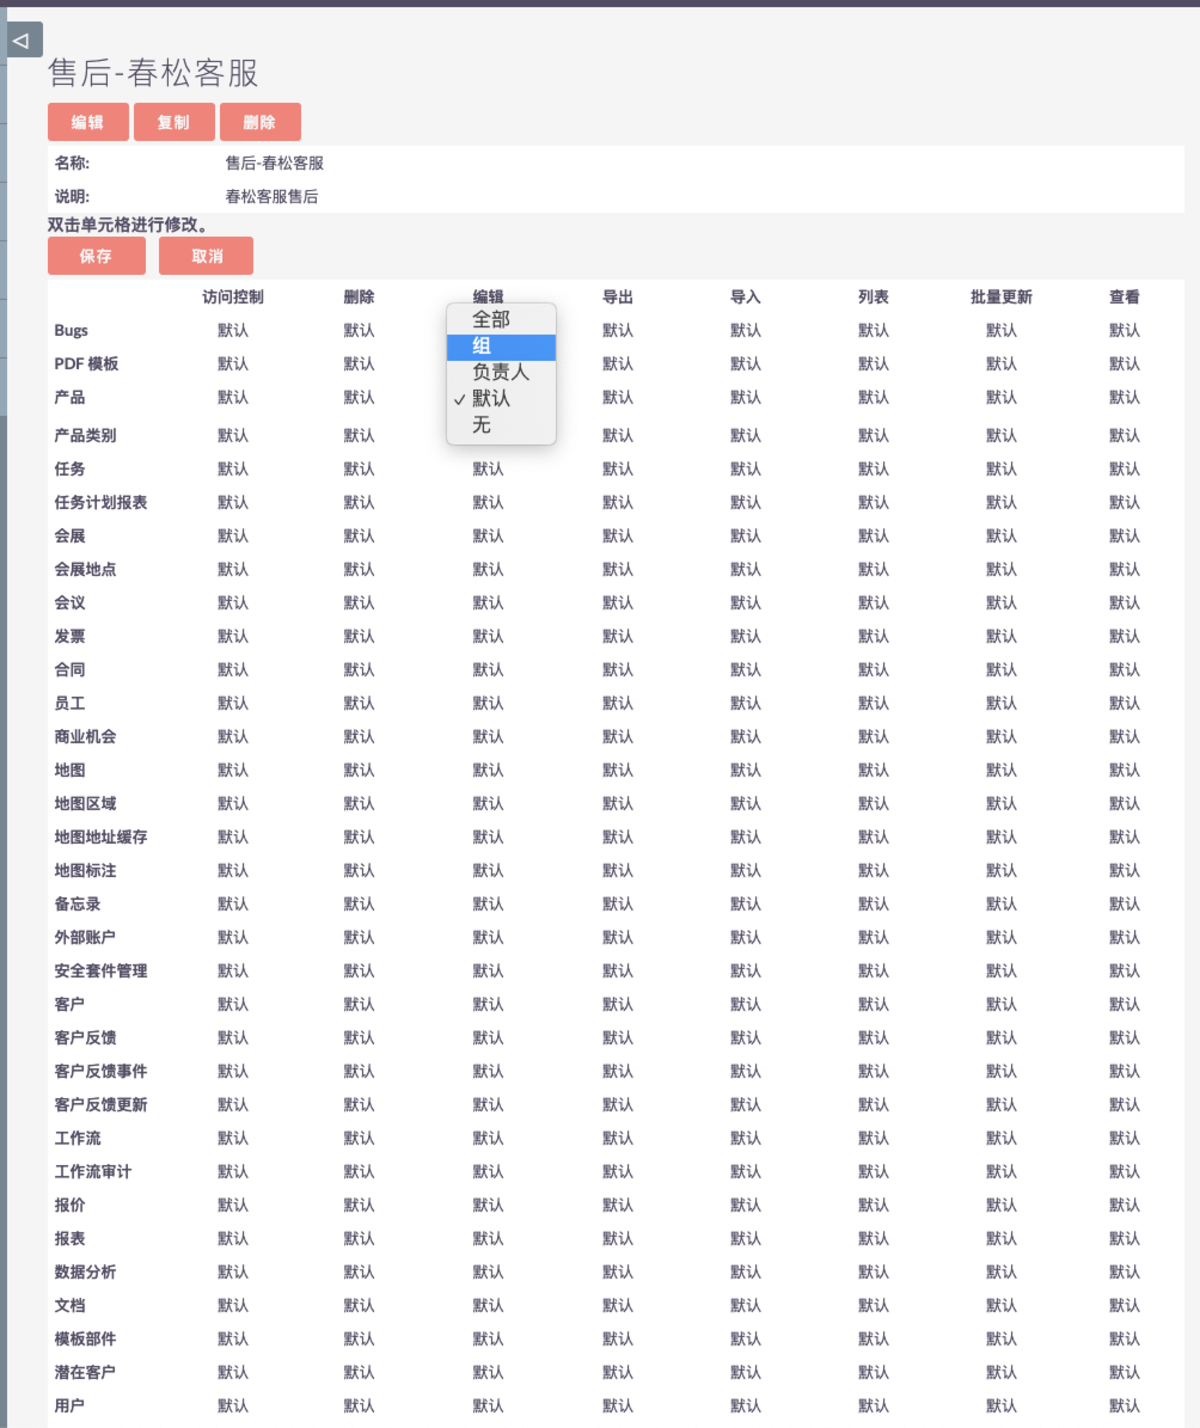 售后-春松客服
编辑 复制 删除
名称: 售后-春松客服
说明: 春松客服售后
双击单元格进行修改。
保存 取消
访问控制 删除 编辑 导出 导入 列表 批量更新 查看
全部
Bugs 默认 默认 默认 默认 默认 默认 默认
组
PDF 模板 默认 默认 默认 默认 默认 默认 默认
负责人
产品 默认 默认 ✓ 默认 默认 默认 默认 默认 默认
无
产品类别 默认 默认 默认 默认 默认 默认 默认
任务 默认 默认 默认 默认 默认 默认 默认 默认
任务计划报表 默认 默认 默认 默认 默认 默认 默认 默认
会展 默认 默认 默认 默认 默认 默认 默认 默认
会展地点 默认 默认 默认 默认 默认 默认 默认 默认
会议 默认 默认 默认 默认 默认 默认 默认 默认
发票 默认 默认 默认 默认 默认 默认 默认 默认
合同 默认 默认 默认 默认 默认 默认 默认 默认
员工 默认 默认 默认 默认 默认 默认 默认 默认
商业机会 默认 默认 默认 默认 默认 默认 默认 默认
地图 默认 默认 默认 默认 默认 默认 默认 默认
地图区域 默认 默认 默认 默认 默认 默认 默认 默认
地图地址缓存 默认 默认 默认 默认 默认 默认 默认 默认
地图标注 默认 默认 默认 默认 默认 默认 默认 默认
备忘录 默认 默认 默认 默认 默认 默认 默认 默认
外部账户 默认 默认 默认 默认 默认 默认 默认 默认
安全套件管理 默认 默认 默认 默认 默认 默认 默认 默认
客户 默认 默认 默认 默认 默认 默认 默认 默认
客户反馈 默认 默认 默认 默认 默认 默认 默认 默认
客户反馈事件 默认 默认 默认 默认 默认 默认 默认 默认
客户反馈更新 默认 默认 默认 默认 默认 默认 默认 默认
工作流 默认 默认 默认 默认 默认 默认 默认 默认
工作流审计 默认 默认 默认 默认 默认 默认 默认 默认
报价 默认 默认 默认 默认 默认 默认 默认 默认
报表 默认 默认 默认 默认 默认 默认 默认 默认
数据分析 默认 默认 默认 默认 默认 默认 默认 默认
文档 默认 默认 默认 默认 默认 默认 默认 默认
模板部件 默认 默认 默认 默认 默认 默认 默认 默认
潜在客户 默认 默认 默认 默认 默认 默认 默认 默认
用户 默认 默认 默认 默认 默认 默认 默认 默认